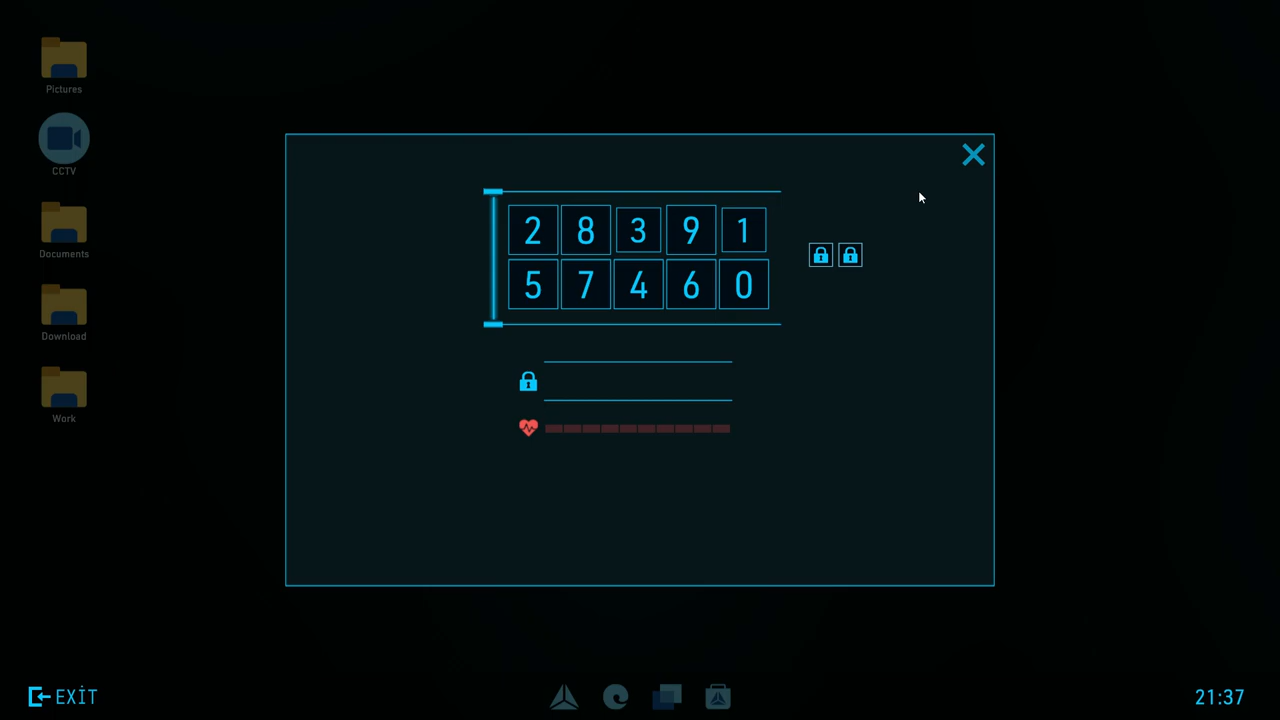 Pictures
CCTV
Documents
Download
Work
2 8 3 9 1
5 7 4 6 0
EXİT
21:37